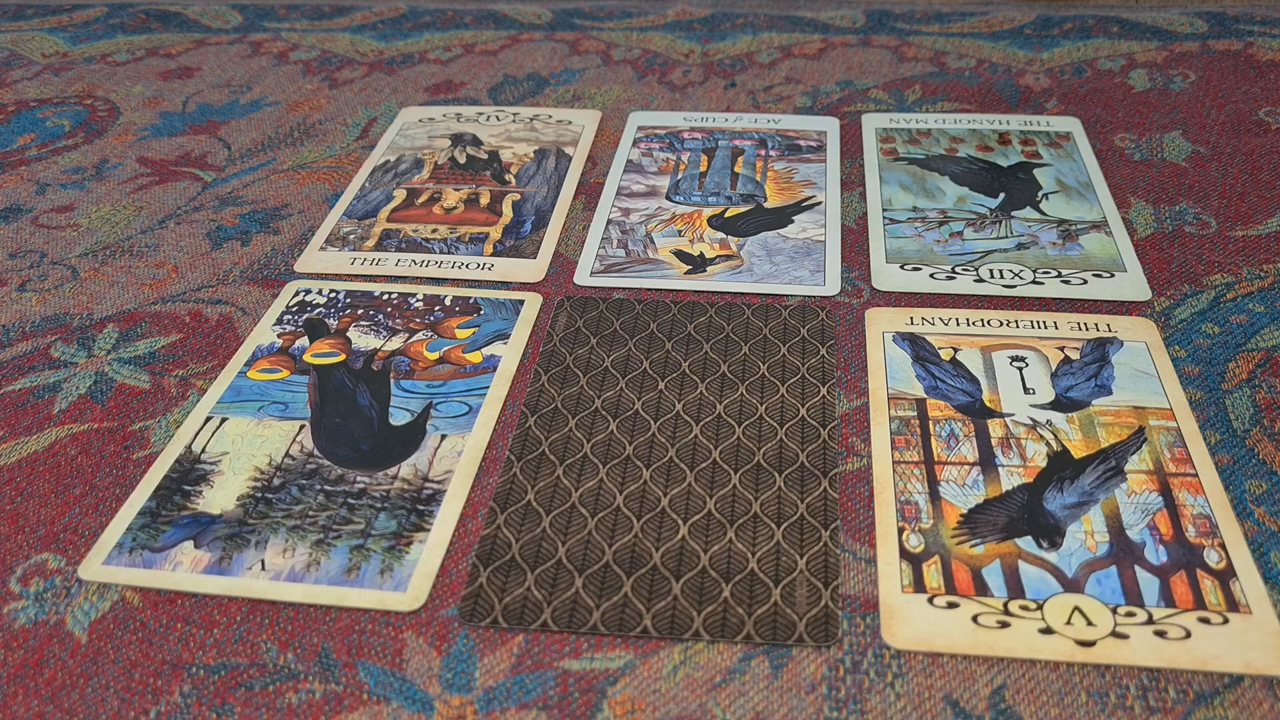 IV
THE EMPEROR
ACE of CUPS
THE HANGED MAN
XII
V
THE HIEROPHANT
V